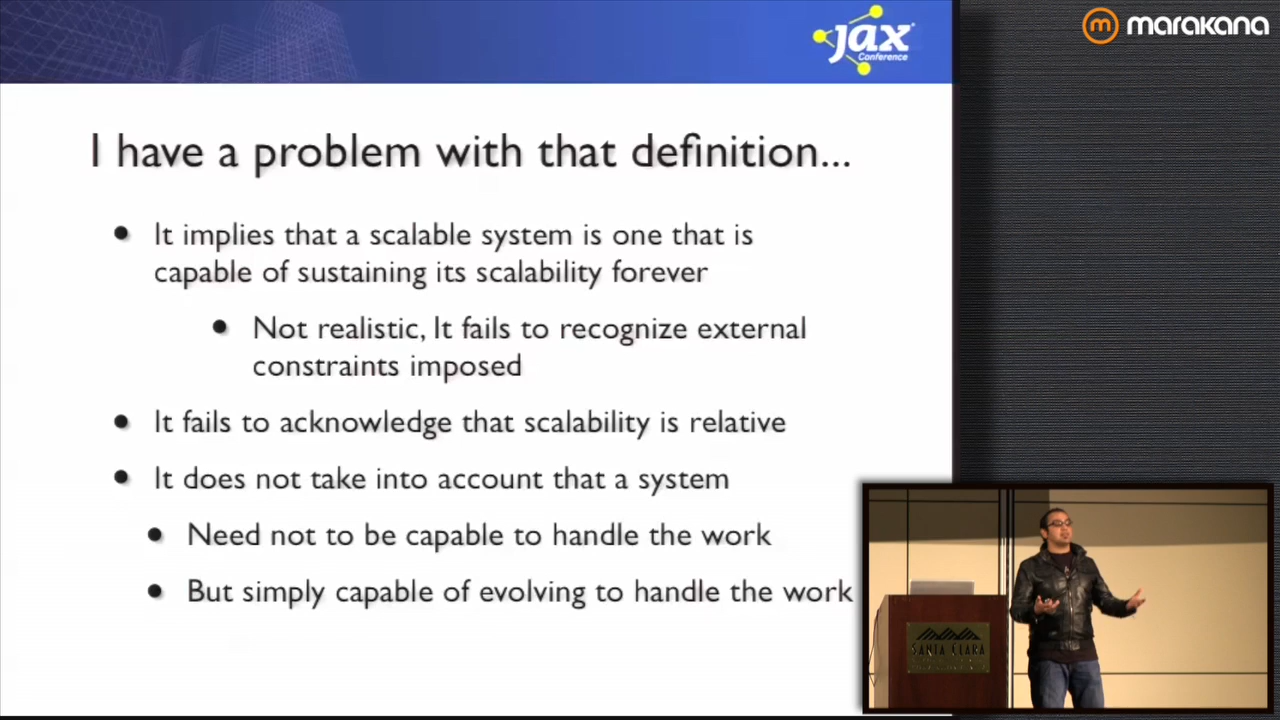 jax
Conference
marakana
I have a problem with that definition...
• It implies that a scalable system is one that is
capable of sustaining its scalability forever
• Not realistic, It fails to recognize external
constraints imposed
• It fails to acknowledge that scalability is relative
• It does not take into account that a system
• Need not to be capable to handle the work
• But simply capable of evolving to handle the work
SANTA CLARA